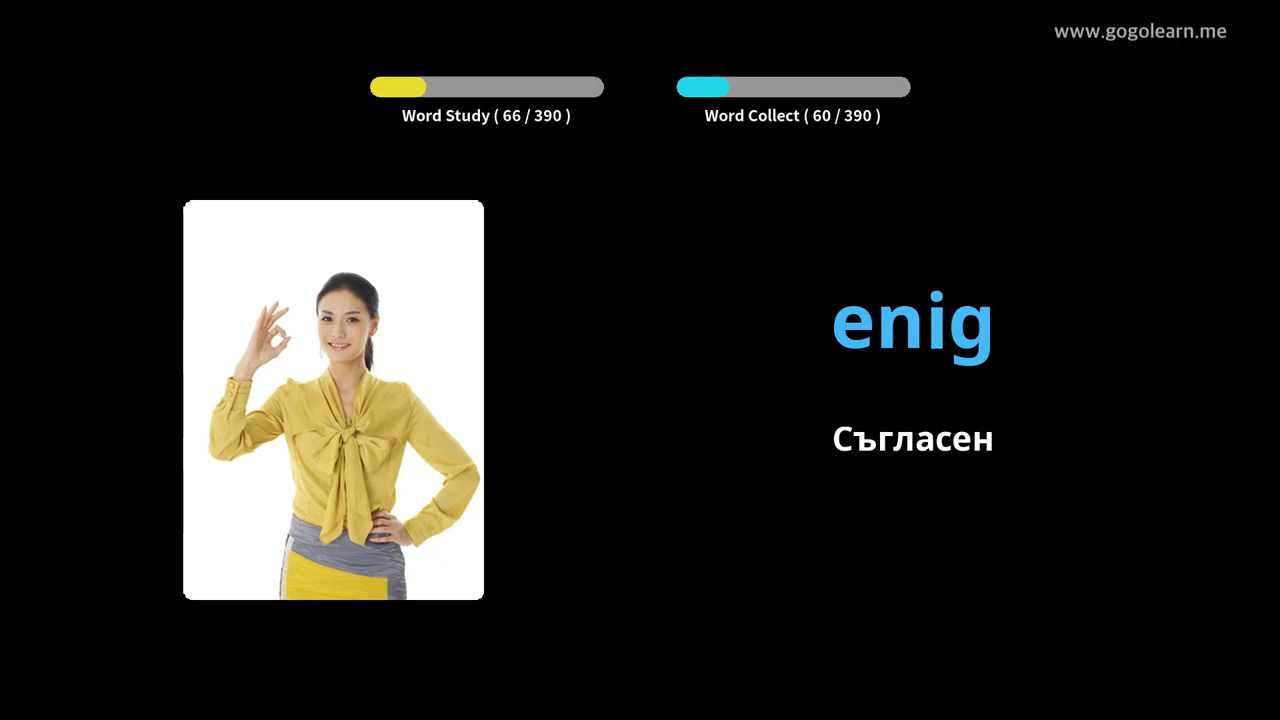 www.gogolearn.me
Word Study ( 66 / 390 )
Word Collect ( 60 / 390 )
enig
Съгласен